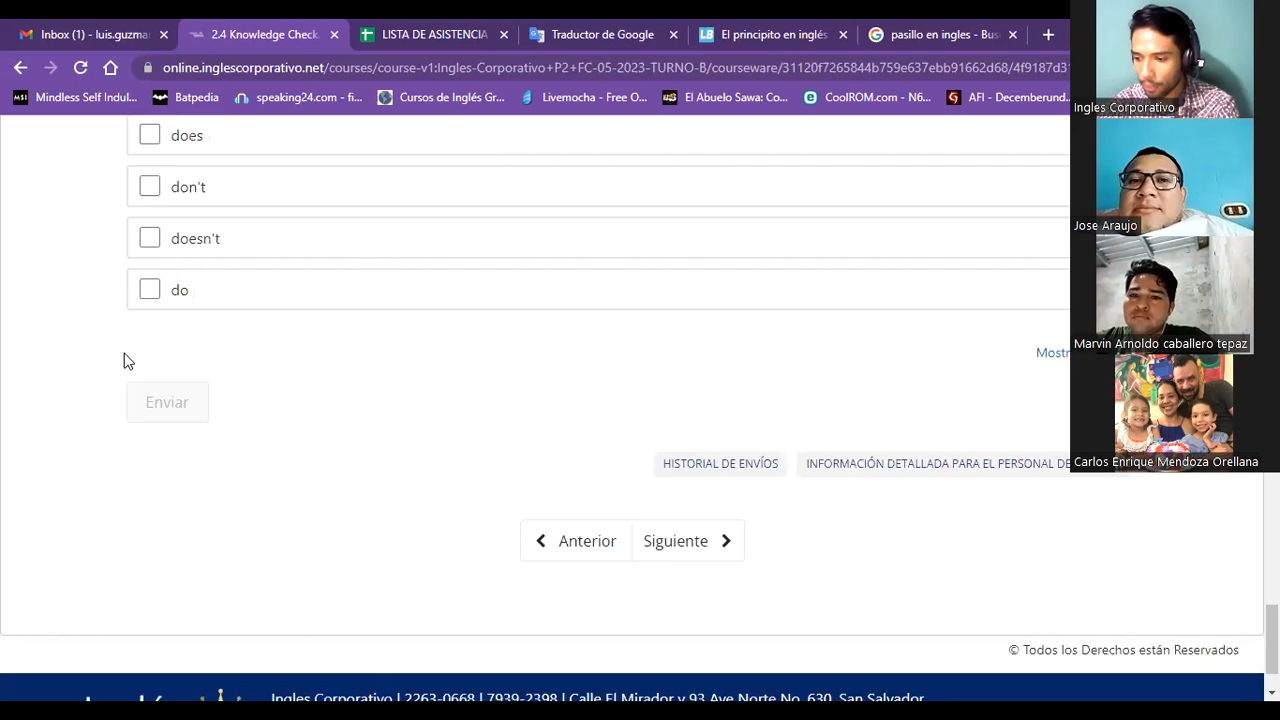 Inbox (1) - luis.guzma
2.4 Knowledge Check.
LISTA DE ASISTENCIA
Traductor de Google
El principito en inglés
pasillo en ingles - Bus
online.inglescorporativo.net/courses/course-v1:Ingles-Corporativo+P2+FC-05-2023-TURNO-B/courseware/31120f7265844b759e637ebb91662d68/4f9187d3
Mindless Self Indul...
Batpedia
speaking24.com - fi...
Cursos de Inglés Gr...
Livemocha - Free O...
El Abuelo Sawa: Co...
CoolROM.com - N6...
AFI - Decemberund
does
don't
doesn't
do
Most
Enviar
HISTORIAL DE ENVÍOS
INFORMACIÓN DETALLADA PARA EL PERSONAL DE
Anterior
Siguiente
© Todos los Derechos están Reservados
Ingles Corporativo | 2263-0668 | 7939-2398 | Calle El Mirador y 93 Ave Norte No. 630, San Salvador
Ingles Corporativo
Jose Araujo
Marvin Arnoldo caballero tepaz
Carlos Enrique Mendoza Orellana